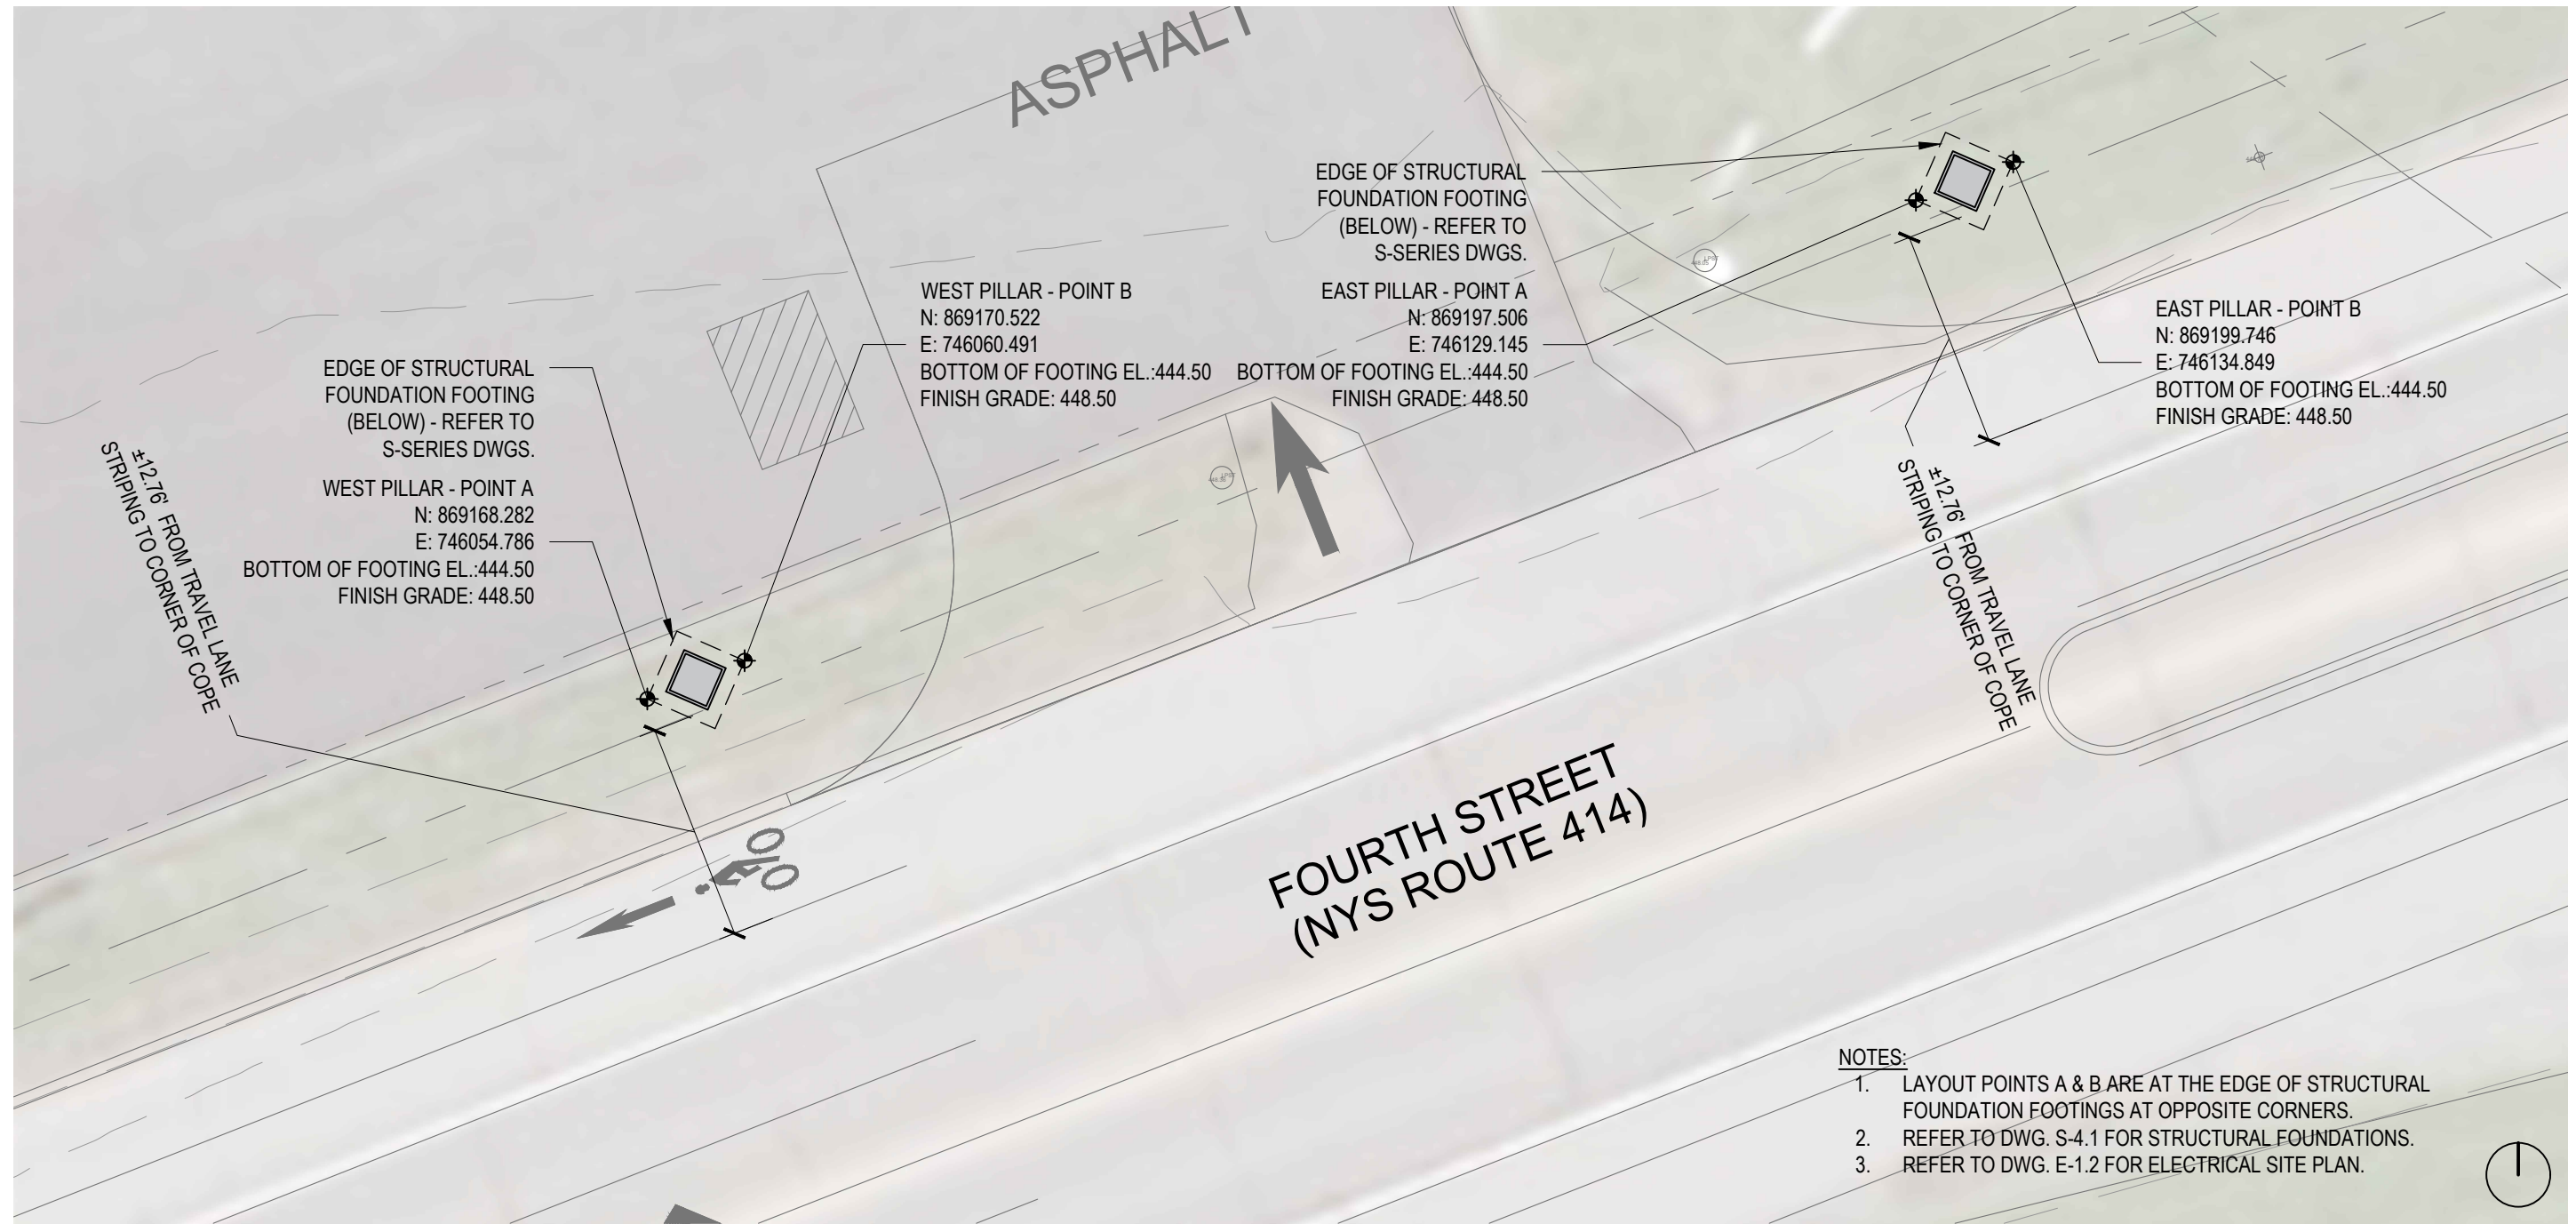 ASPHALT
EDGE OF STRUCTURAL
FOUNDATION FOOTING
(BELOW) - REFER TO
S-SERIES DWGS.
EAST PILLAR - POINT A
N: 869197.506
E: 746129.145
BOTTOM OF FOOTING EL.:444.50
FINISH GRADE: 448.50
WEST PILLAR - POINT B
N: 869170.522
E: 746060.491
BOTTOM OF FOOTING EL.:444.50
FINISH GRADE: 448.50
EAST PILLAR - POINT B
N: 869199.746
E: 746134.849
BOTTOM OF FOOTING EL.:444.50
FINISH GRADE: 448.50
EDGE OF STRUCTURAL
FOUNDATION FOOTING
(BELOW) - REFER TO
S-SERIES DWGS.
WEST PILLAR - POINT A
N: 869168.282
E: 746054.786
BOTTOM OF FOOTING EL.:444.50
FINISH GRADE: 448.50
±12.76' FROM TRAVEL LANE
STRIPING TO CORNER OF COPE
±12.76' FROM TRAVEL LANE
STRIPING TO CORNER OF COPE
FOURTH STREET
(NYS ROUTE 414)
NOTES:
1. LAYOUT POINTS A & B ARE AT THE EDGE OF STRUCTURAL
FOUNDATION FOOTINGS AT OPPOSITE CORNERS.
2. REFER TO DWG. S-4.1 FOR STRUCTURAL FOUNDATIONS.
3. REFER TO DWG. E-1.2 FOR ELECTRICAL SITE PLAN.